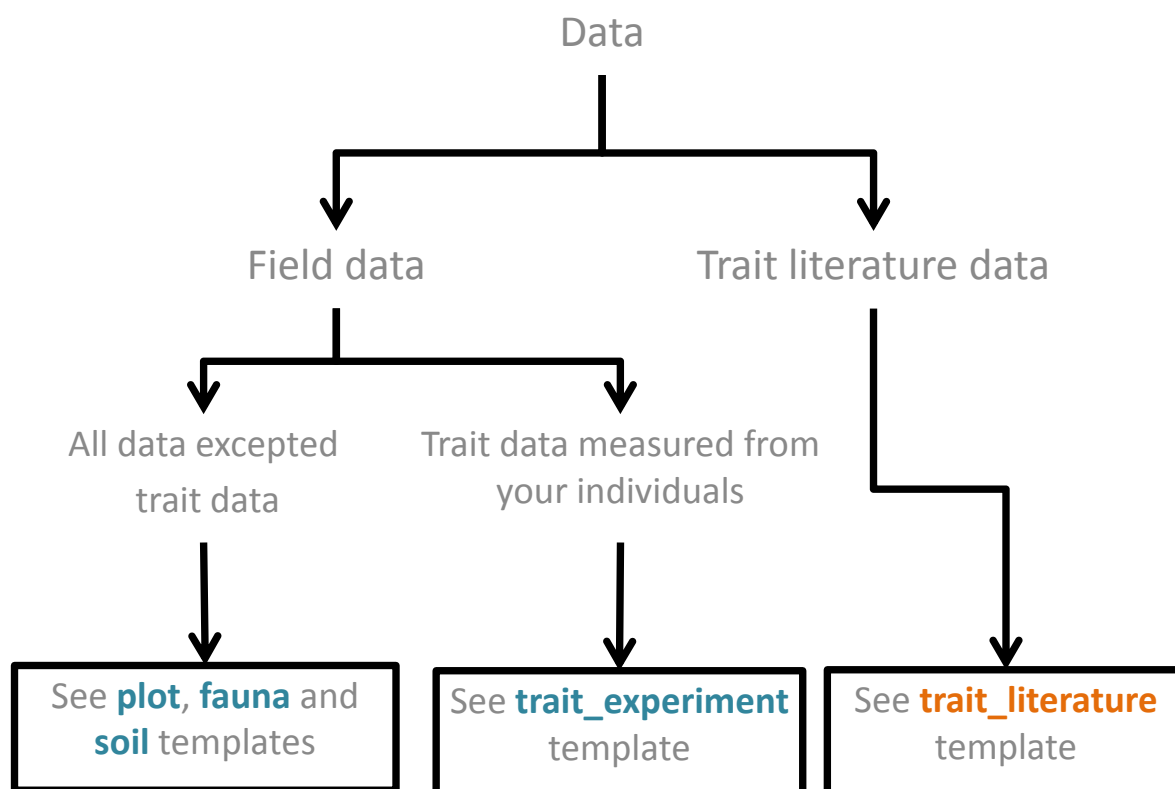 Data
Field data
Trait literature data
All data excepted
trait data
Trait data measured from
your individuals
See plot, fauna and
soil templates
See trait_experiment
template
See trait_literature
template